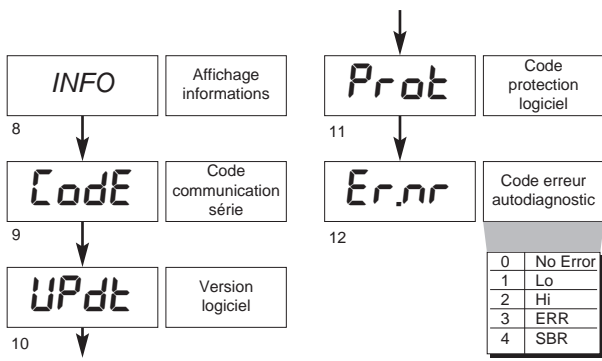 INFO
Affichage
informations
8
CodE
Code
communication
série
9
UPdt
Version
logiciel
10
Prot
Code
protection
logiciel
11
Er.nr
Code erreur
autodiagnostic
12
0 No Error
1 Lo
2 Hi
3 ERR
4 SBR